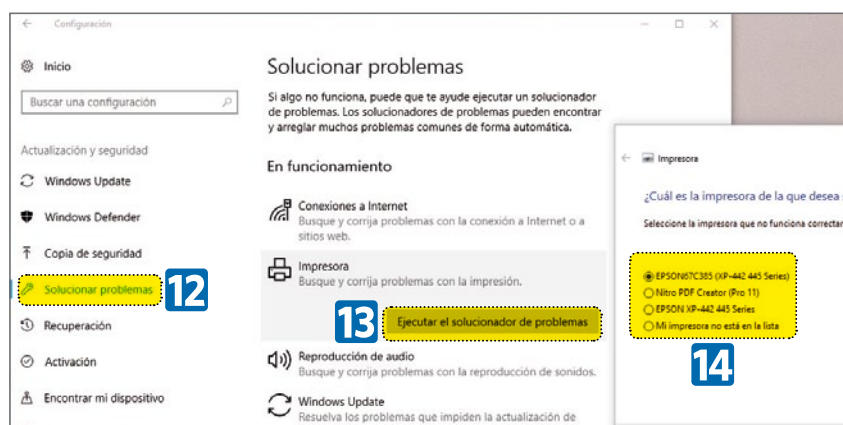 Configuración
Inicio
Buscar una configuración
Actualización y seguridad
Windows Update
Windows Defender
Copia de seguridad
Solucionar problemas
12
Recuperación
Activación
Encontrar mi dispositivo
Solucionar problemas
Si algo no funciona, puede que te ayude ejecutar un solucionador
de problemas. Los solucionadores de problemas pueden encontrar
y arreglar muchos problemas comunes de forma automática.
En funcionamiento
Conexiones a Internet
Busque y corrija problemas con la conexión a Internet o a
sitios web.
Impresora
Busque y corrija problemas con la impresión.
13
Ejecutar el solucionador de problemas
Reproducción de audio
Busque y corrija problemas con la reproducción de sonidos.
Windows Update
Resuelva los problemas que impiden la actualización de
Impresora
¿Cuál es la impresora de la que desea
Seleccione la impresora que no funciona correctar
EPSON67C385 (XP-442 445 Series)
Nitro PDF Creator (Pro 11)
EPSON XP-442 445 Series
Mi impresora no está en la lista
14